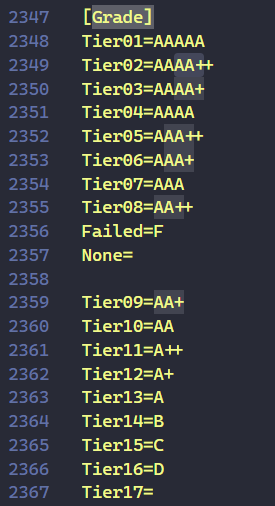 2347 [Grade]
2348 Tier01=AAAAA
2349 Tier02=AAAA++
2350 Tier03=AAAA+
2351 Tier04=AAAA
2352 Tier05=AAA++
2353 Tier06=AAA+
2354 Tier07=AAA
2355 Tier08=AA++
2356 Failed=F
2357 None=
2358
2359 Tier09=AA+
2360 Tier10=AA
2361 Tier11=A++
2362 Tier12=A+
2363 Tier13=A
2364 Tier14=B
2365 Tier15=C
2366 Tier16=D
2367 Tier17=